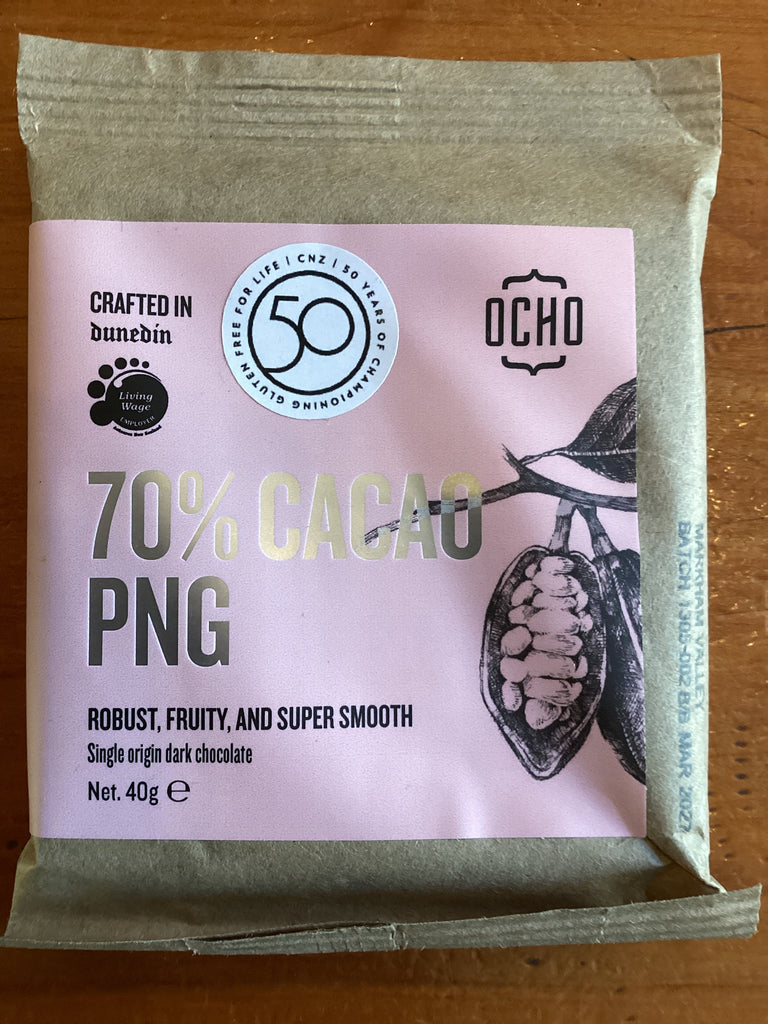 CRAFTED IN
dunedin
Living
Wage
EMPLOYER
GLUTEN FREE FOR LIFE | CNZ | 50 YEARS OF CHAMPIONING
50
OCHO
70% CACAO
PNG
ROBUST, FRUITY, AND SUPER SMOOTH
Single origin dark chocolate
Net. 40g ℮
MARKHAM VALLEY
BATCH 1305-002 B/B MAR 2027